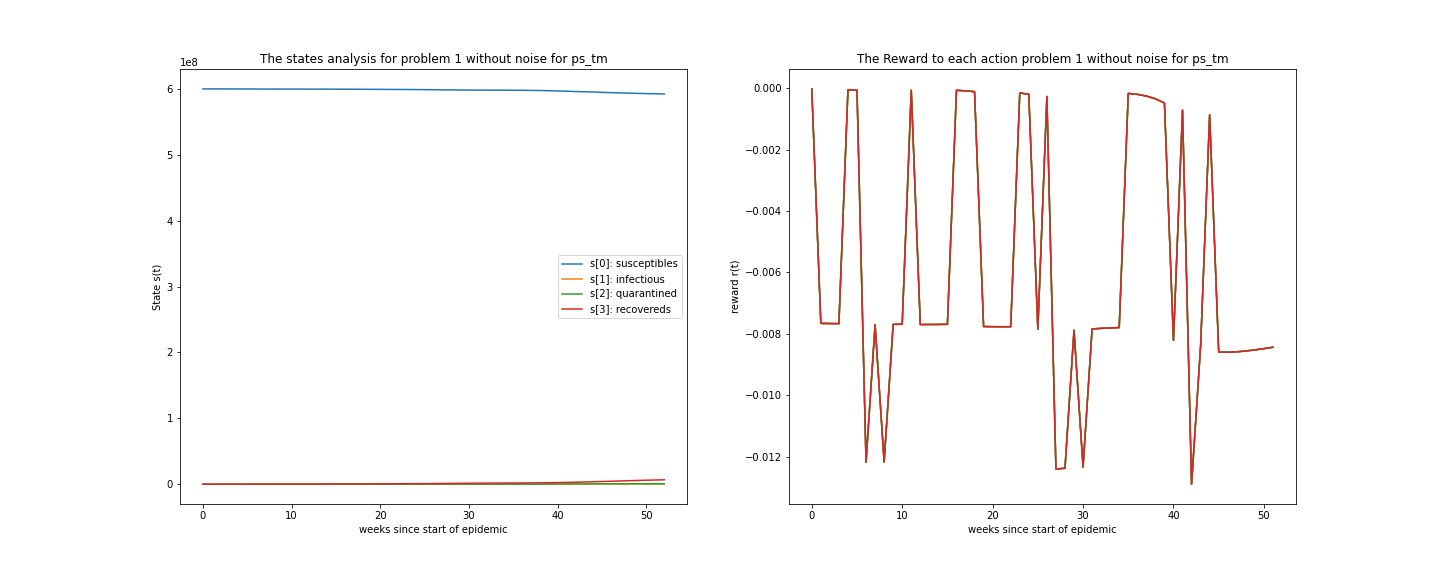 The states analysis for problem 1 without noise for ps_tm
1e8
6
5
4
3
2
1
0
State s(t)
s[0]: susceptibles
s[1]: infectious
s[2]: quarantined
s[3]: recovereds
0 10 20 30 40 50
weeks since start of epidemic
The Reward to each action problem 1 without noise for ps_tm
0.000
−0.002
−0.004
−0.006
−0.008
−0.010
−0.012
reward r(t)
0 10 20 30 40 50
weeks since start of epidemic